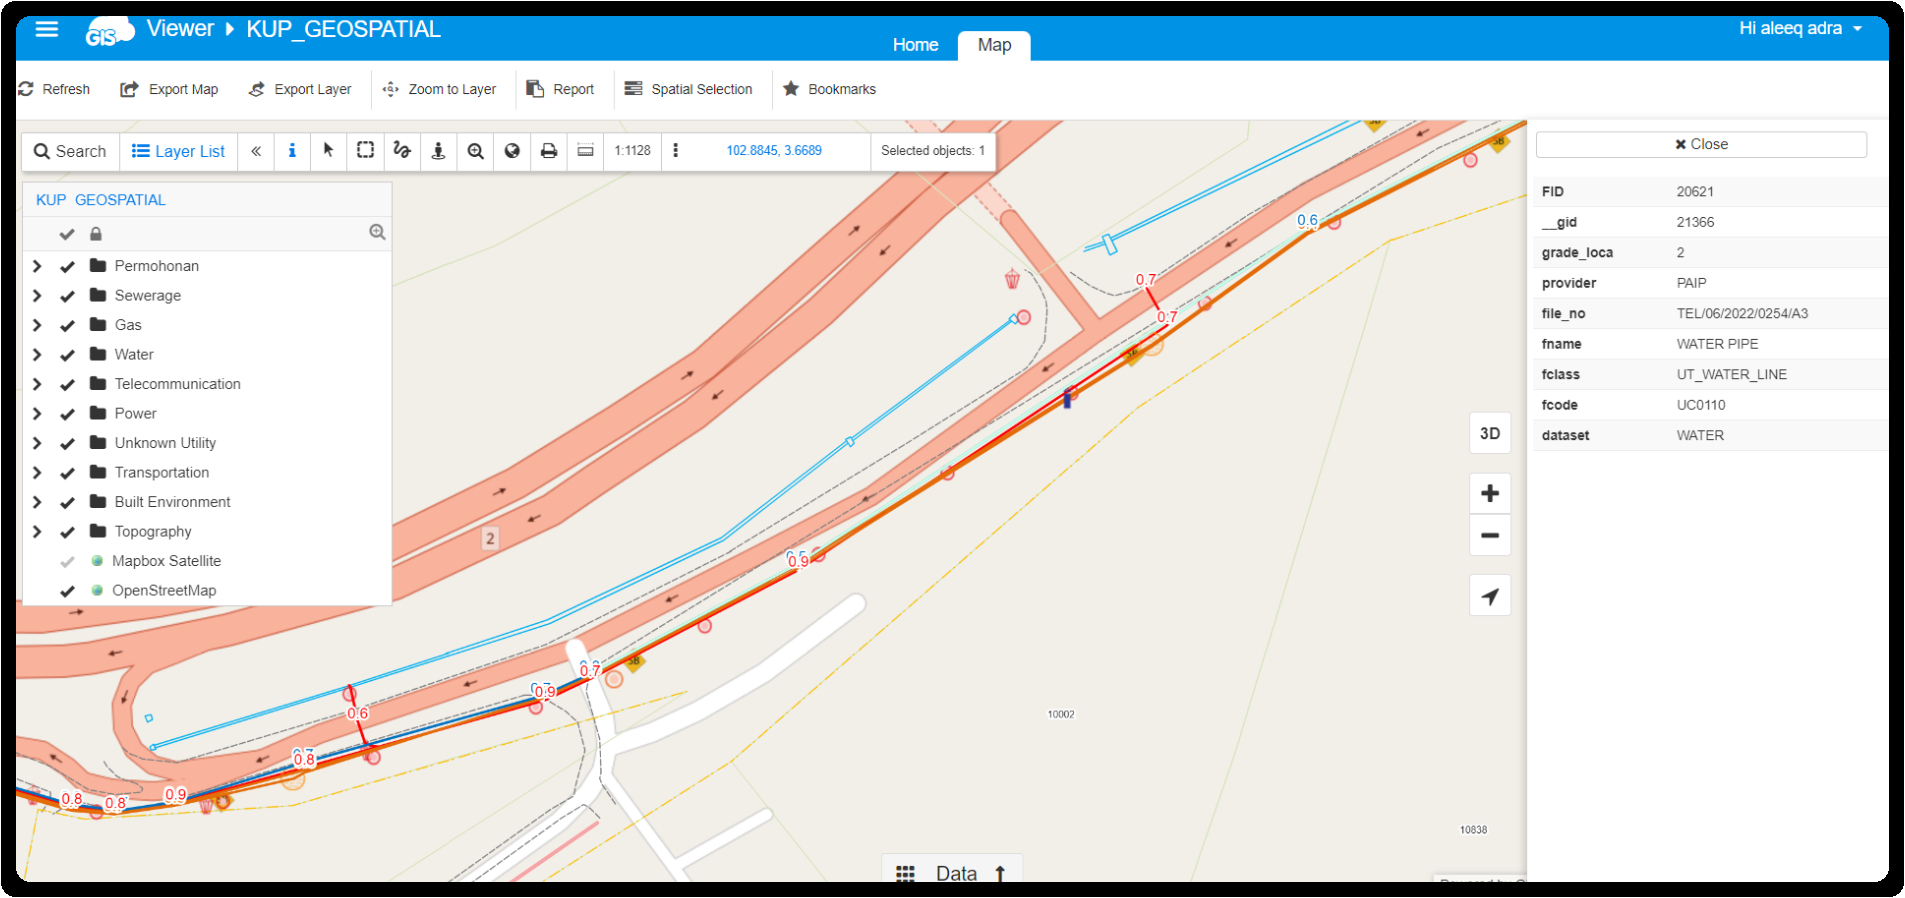 GIS Viewer KUP_GEOSPATIAL
Home Map
Hi aleeq adra
Refresh Export Map Export Layer Zoom to Layer Report Spatial Selection Bookmarks
Search Layer List « i 1:1128 102.8845, 3.6689 Selected objects: 1
KUP_GEOSPATIAL
Permohonan
Sewerage
Gas
Water
Telecommunication
Power
Unknown Utility
Transportation
Built Environment
Topography
Mapbox Satellite
OpenStreetMap
SB
SB
0.6
0.7
0.7
SB
2
0.9
0.7
SB
0.9
0.6
0.8
0.9
0.8
0.8
10002
10838
3D
+
−
Data
Close
FID 20621
__gid 21366
grade_loca 2
provider PAIP
file_no TEL/06/2022/0254/A3
fname WATER PIPE
fclass UT_WATER_LINE
fcode UC0110
dataset WATER